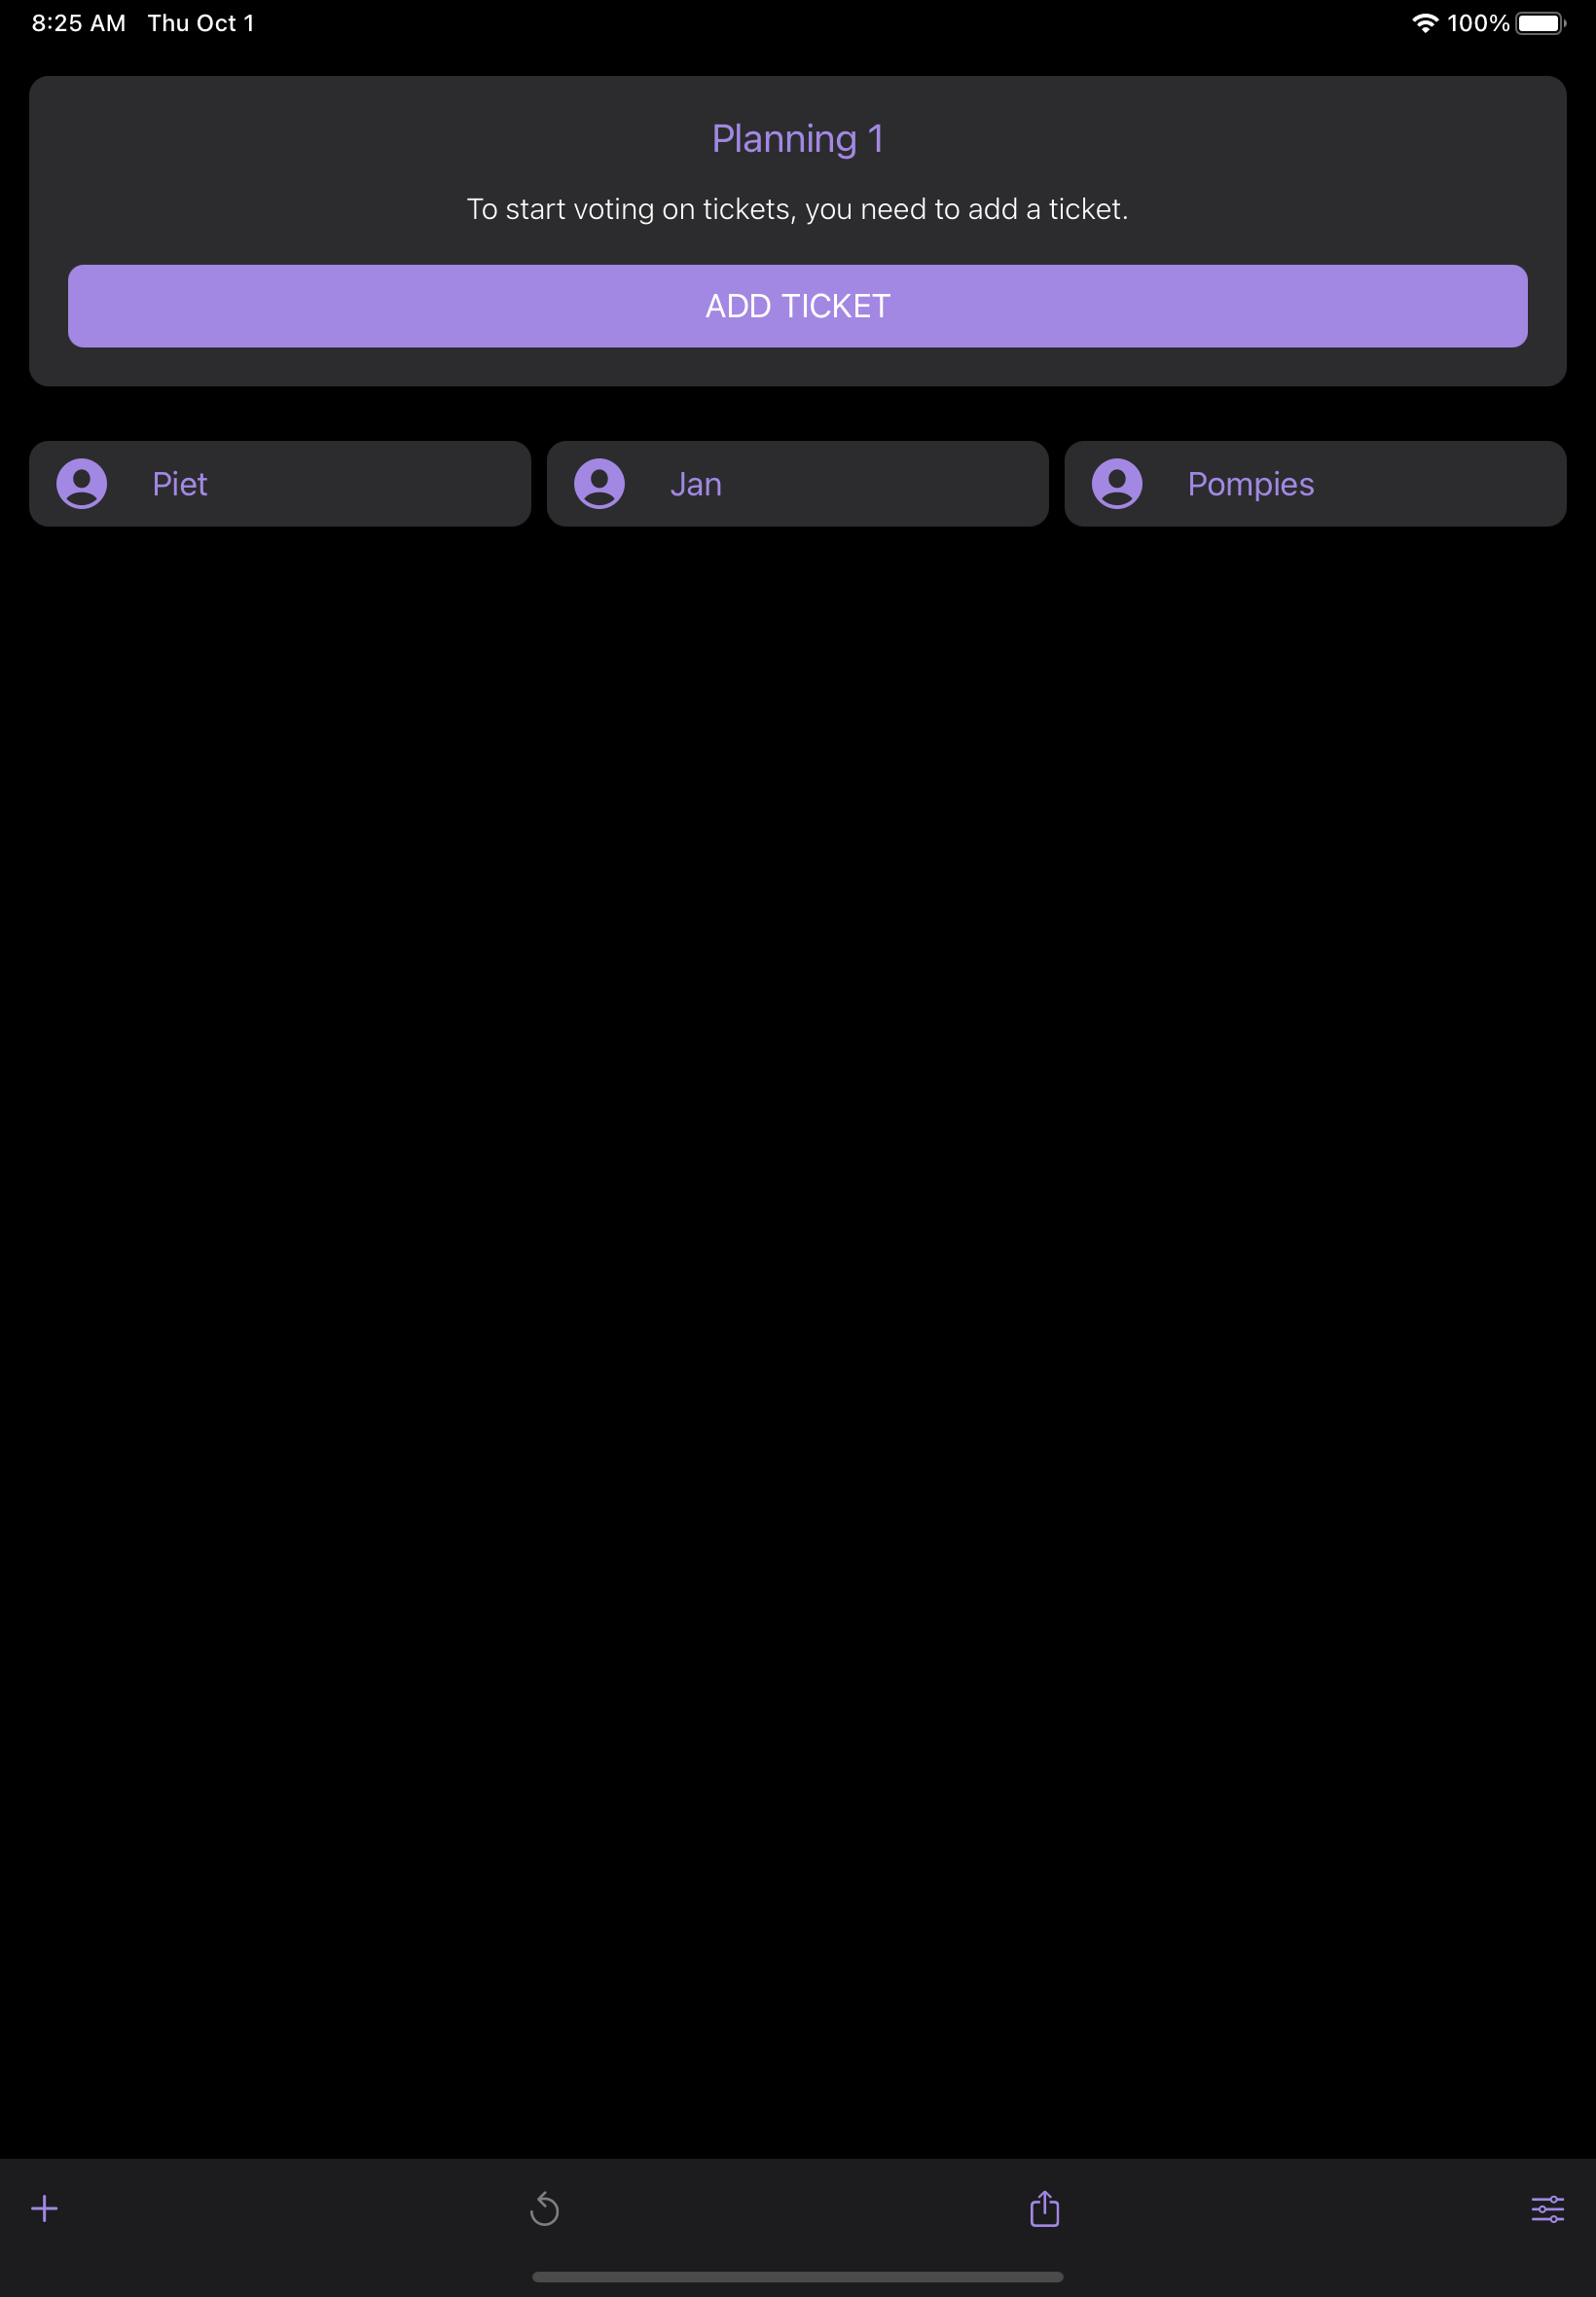 8:25 AM Thu Oct 1 100%
Planning 1
To start voting on tickets, you need to add a ticket.
ADD TICKET
Piet Jan Pompies